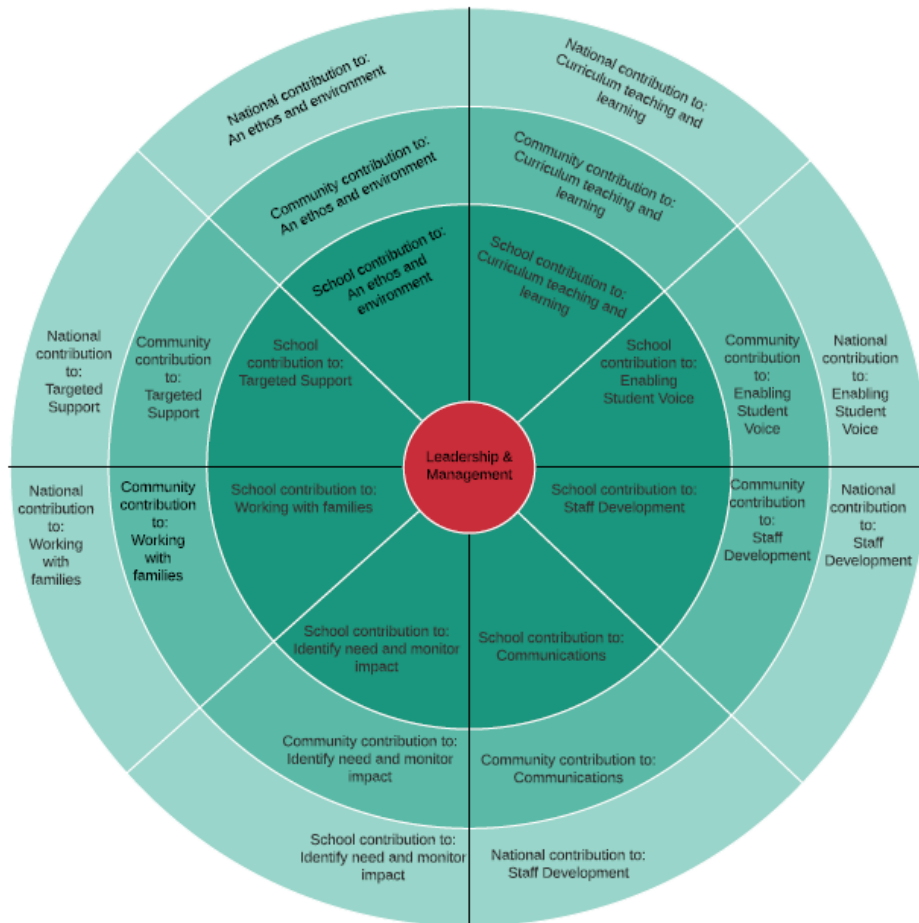 National contribution to:
An ethos and environment
National contribution to:
Curriculum teaching and
learning
Community contribution to:
An ethos and environment
Community contribution to:
Curriculum teaching and
learning
School contribution to:
An ethos and
environment
School contribution to:
Curriculum teaching and
learning
National
contribution
to:
Targeted
Support
Community
contribution
to:
Targeted
Support
School
contribution to:
Targeted Support
School
contribution to:
Enabling
Student Voice
Community
contribution
to:
Enabling
Student
Voice
National
contribution
to:
Enabling
Student
Voice
Leadership &
Management
National
contribution
to:
Working
with
families
Community
contribution
to:
Working
with
families
School contribution to:
Working with families
School contribution to:
Staff Development
Community
contribution
to:
Staff
Development
National
contribution
to:
Staff
Development
School contribution to:
Identify need and monitor
impact
School contribution to:
Communications
Community contribution to:
Identify need and monitor
impact
Community contribution to:
Communications
School contribution to:
Identify need and monitor
impact
National contribution to:
Staff Development